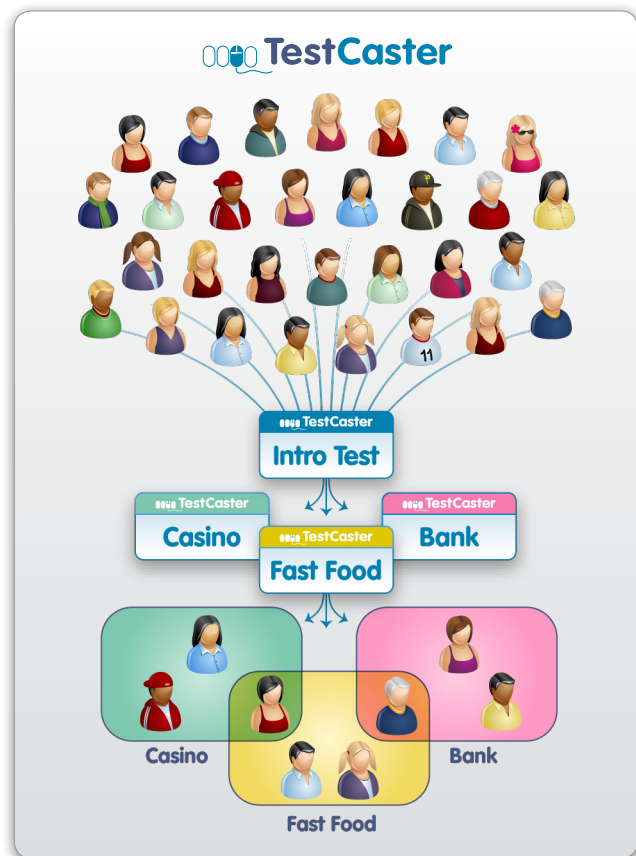 TestCaster
P
11
TestCaster
Intro Test
TestCaster
Casino
TestCaster
Bank
TestCaster
Fast Food
Casino
Bank
Fast Food